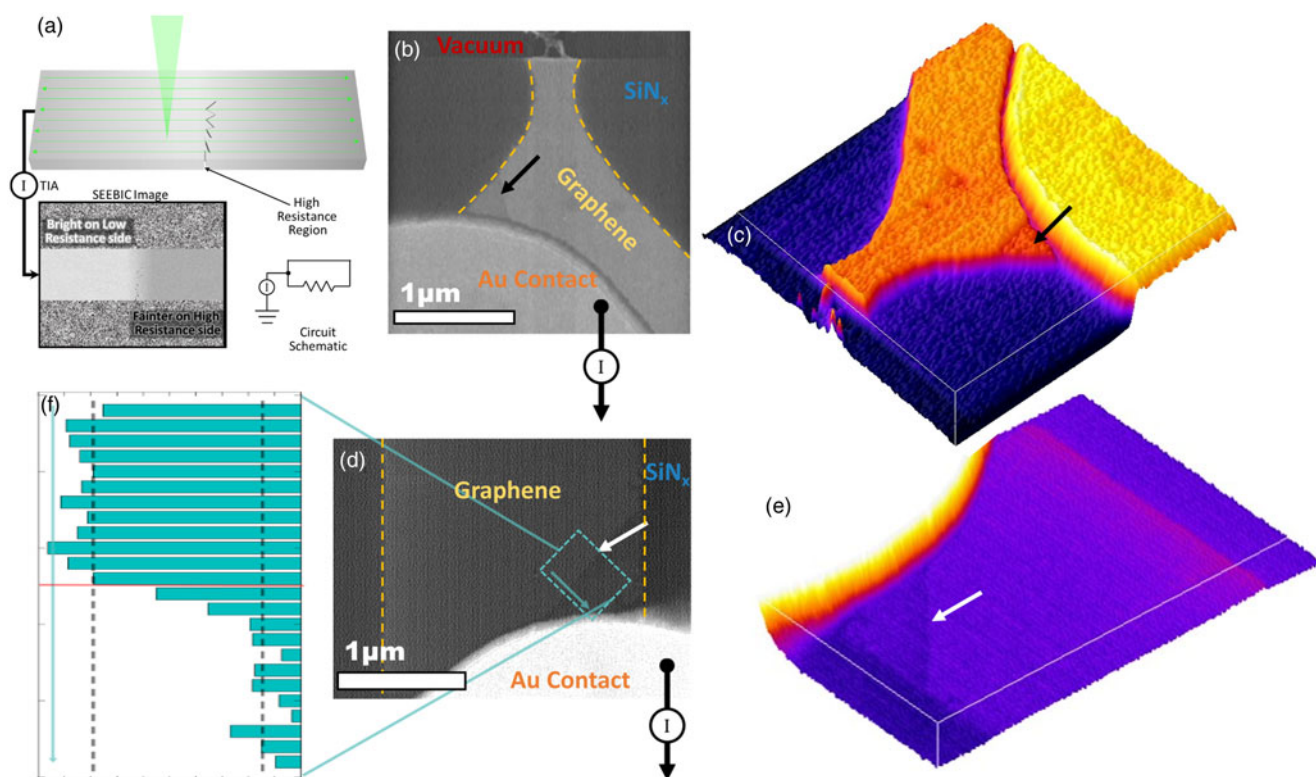 (a)
I
TIA
SEEBIC Image
Bright on Low
Resistance side
Fainter on High
Resistance side
High
Resistance
Region
I
Circuit
Schematic
(b)
Vacuum
SiNx
Graphene
Au Contact
1μm
I
(c)
(f)
(d)
Graphene
SiNx
1μm
Au Contact
I
(e)